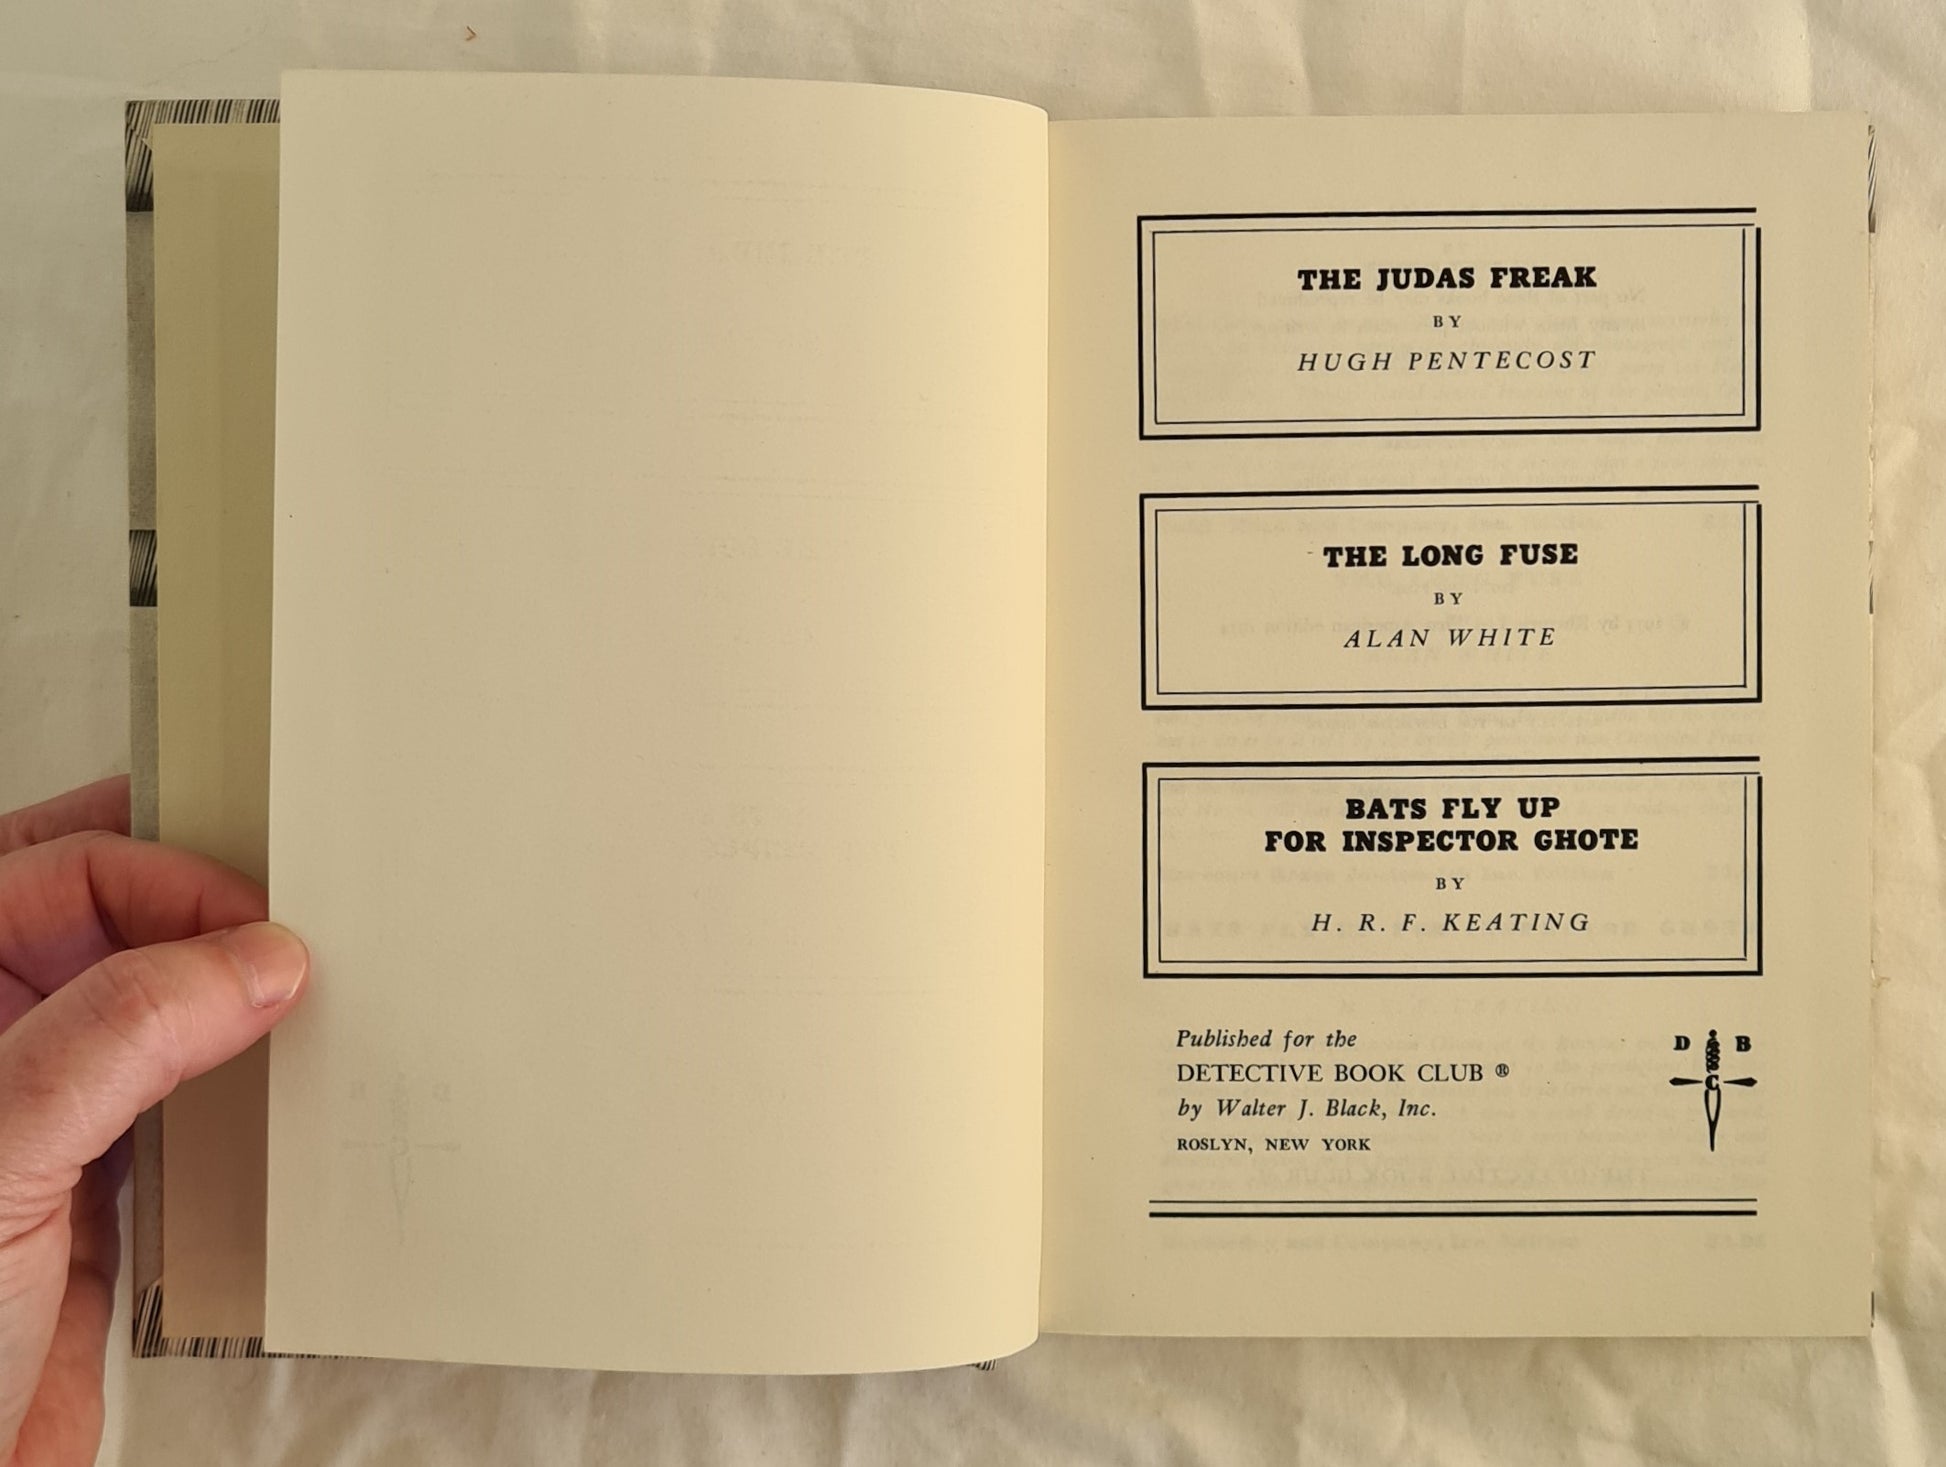 THE JUDAS FREAK
BY
HUGH PENTECOST
THE LONG FUSE
BY
ALAN WHITE
BATS FLY UP
FOR INSPECTOR GHOTE
BY
H. R. F. KEATING
Published for the
DETECTIVE BOOK CLUB ®
by Walter J. Black, Inc.
ROSLYN, NEW YORK
D B
C